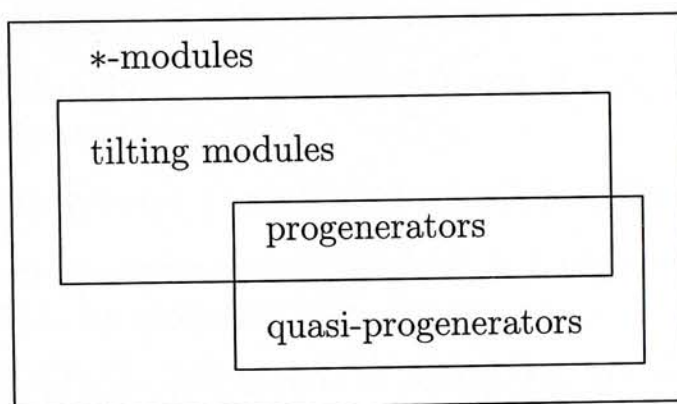 ∗-modules
tilting modules
progenerators
quasi-progenerators